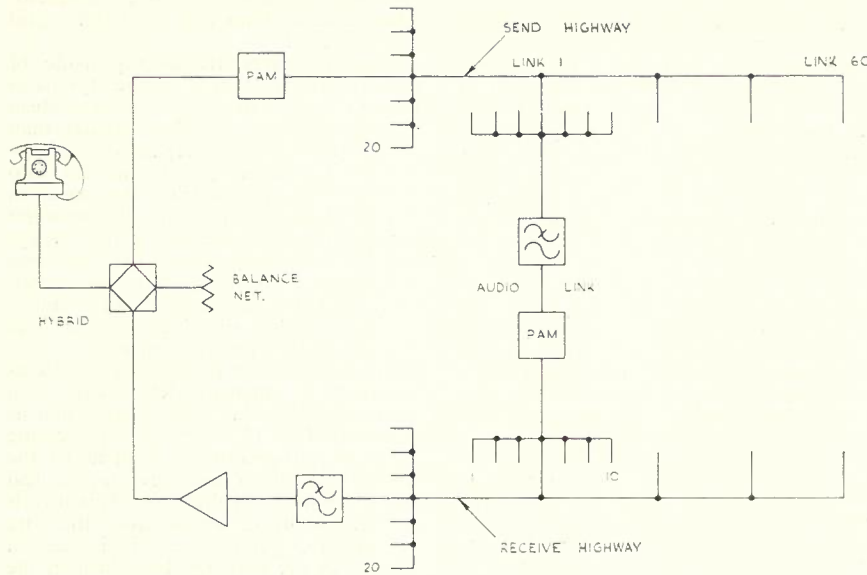 SEND HIGHWAY
LINK 1
LINK 60
PAM
20
HYBRID
BALANCE
NET.
AUDIO LINK
PAM
1
10
RECEIVE HIGHWAY
20